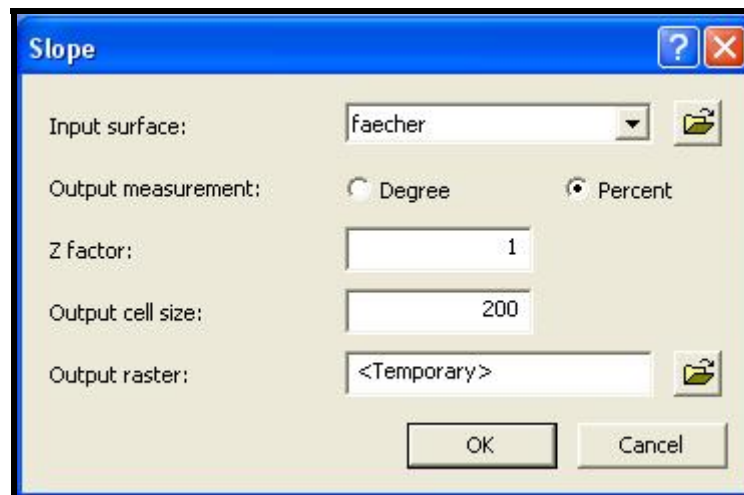 Slope
Input surface: faecher
Output measurement: Degree Percent
Z factor: 1
Output cell size: 200
Output raster: <Temporary>
OK Cancel